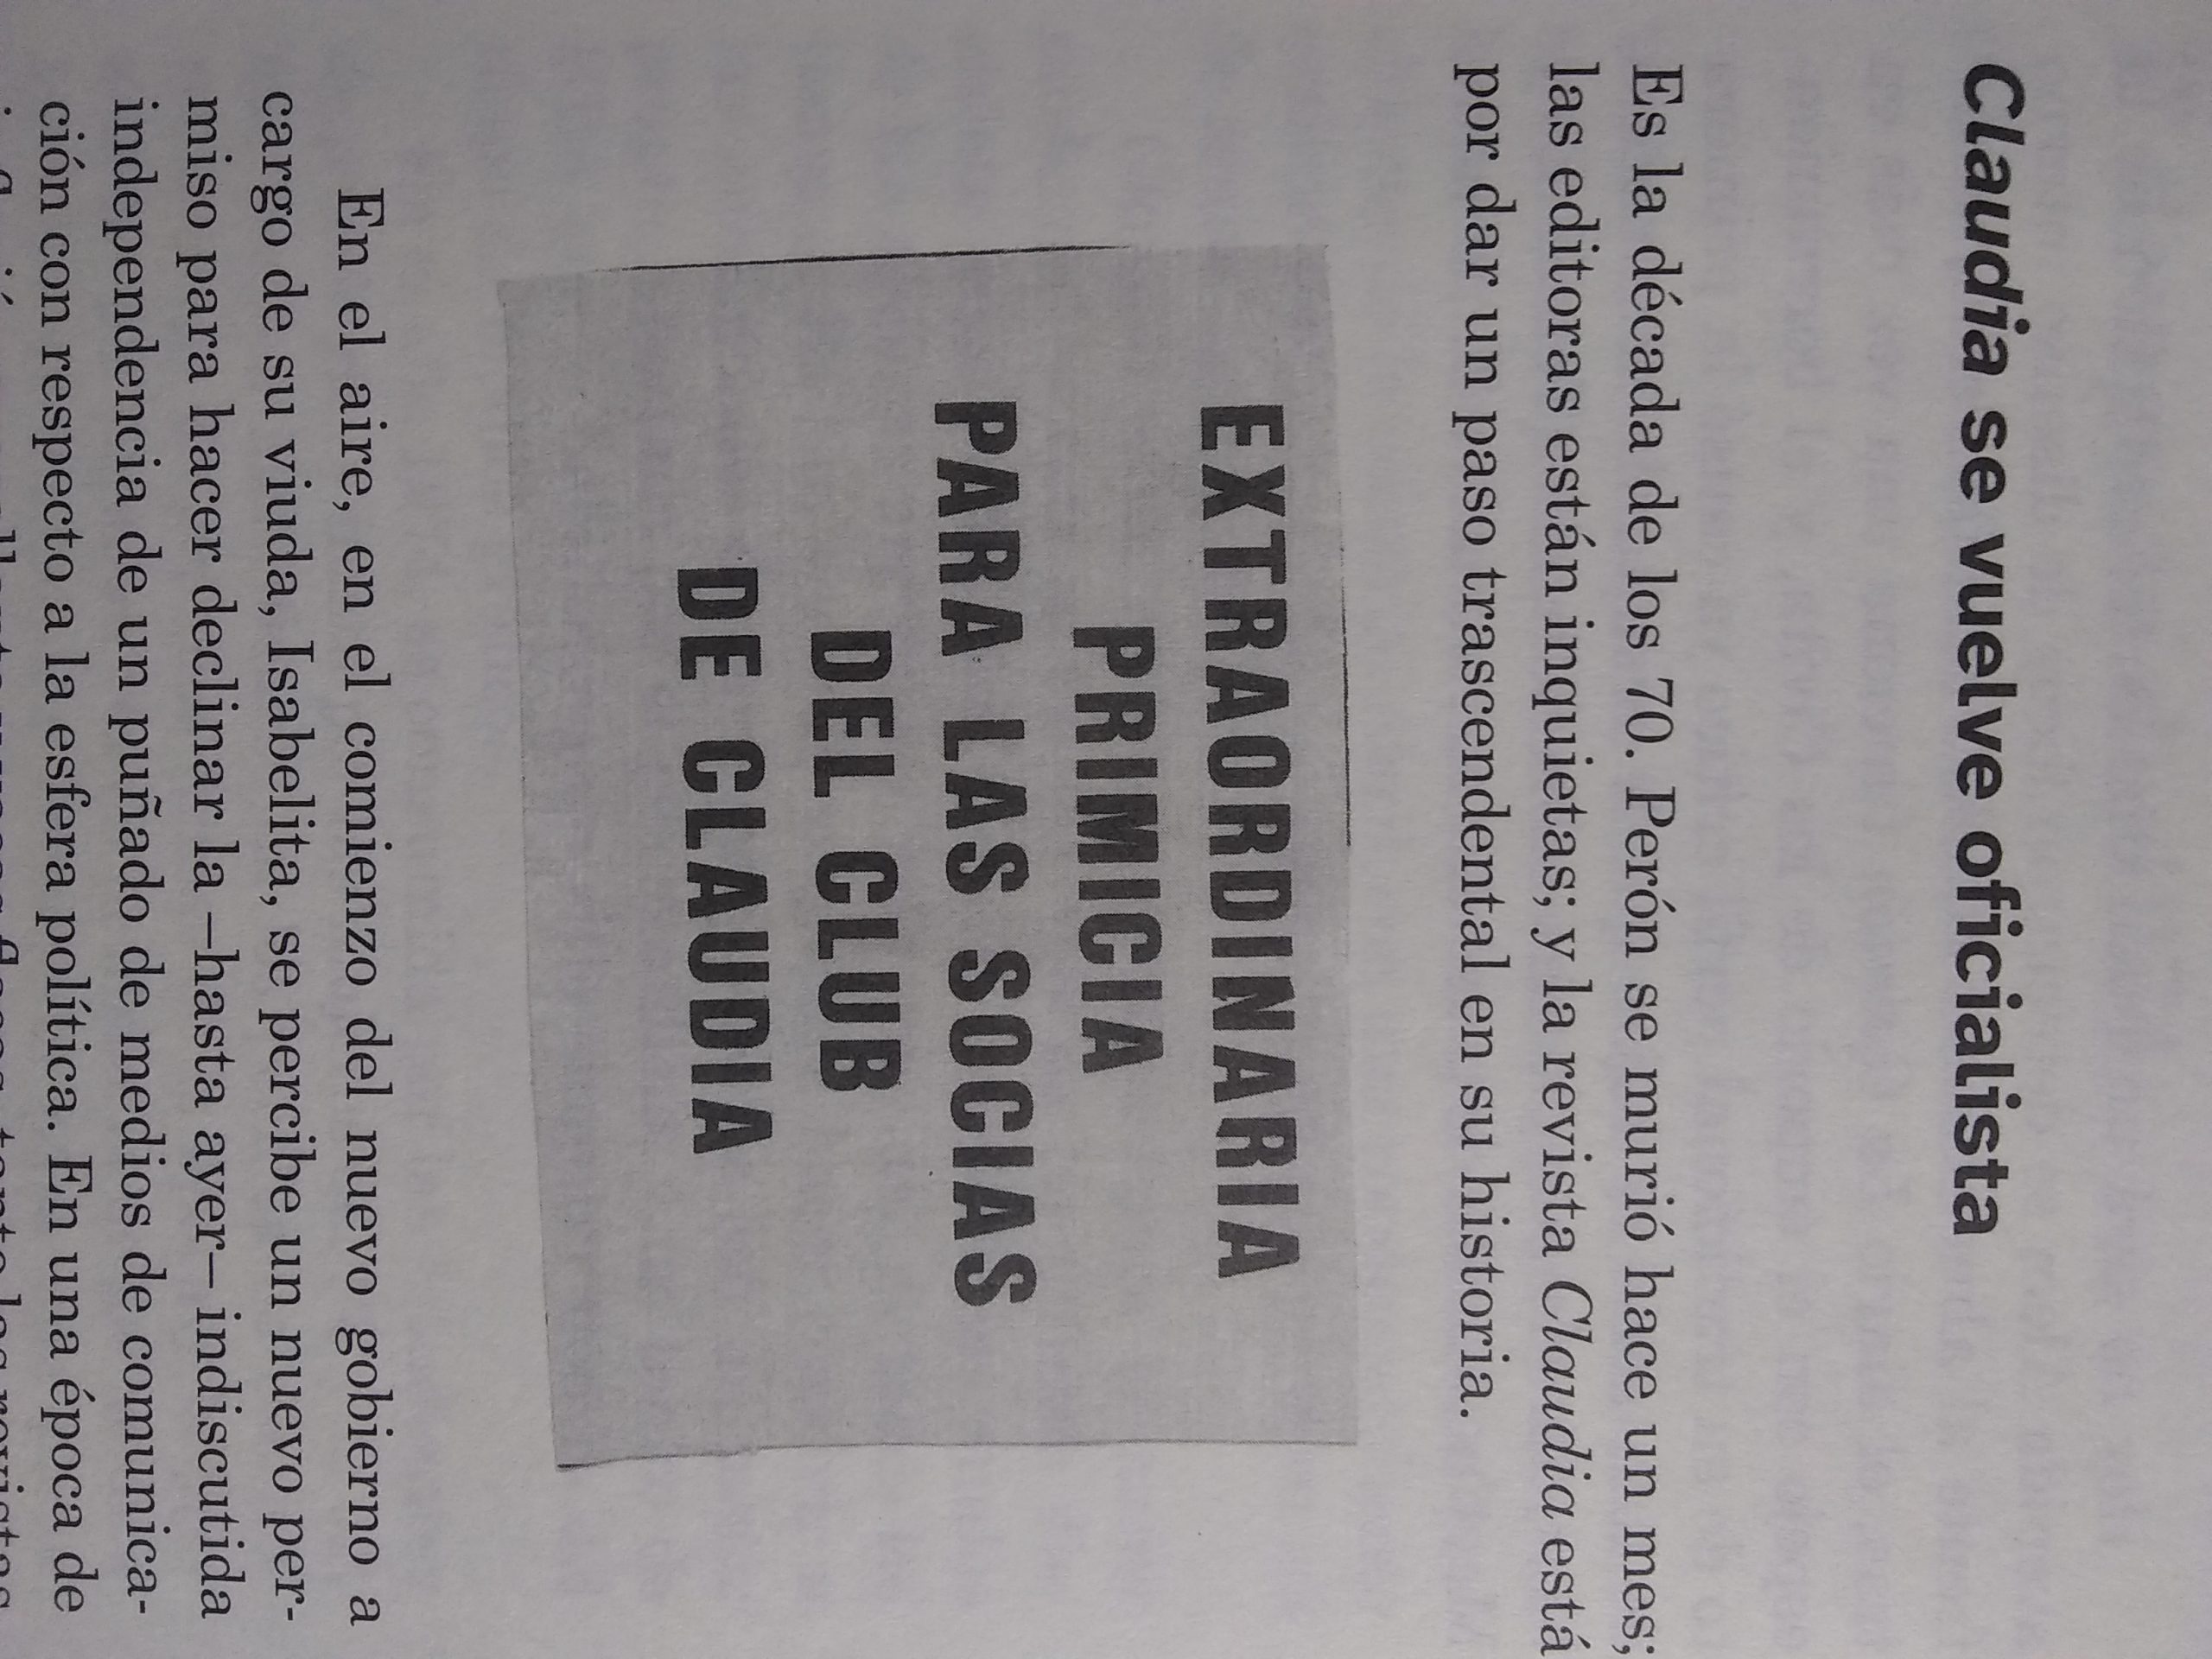 Claudia se vuelve oficialista
Es la década de los 70. Perón se murió hace un mes;
las editoras están inquietas; y la revista Claudia está
por dar un paso trascendental en su historia.
EXTRAORDINARIA
PRIMICIA
PARA LAS SOCIAS
DEL CLUB
DE CLAUDIA
En el aire, en el comienzo del nuevo gobierno a
cargo de su viuda, Isabelita, se percibe un nuevo per-
miso para hacer declinar la –hasta ayer– indiscutida
independencia de un puñado de medios de comunica-
ción con respecto a la esfera política. En una época de